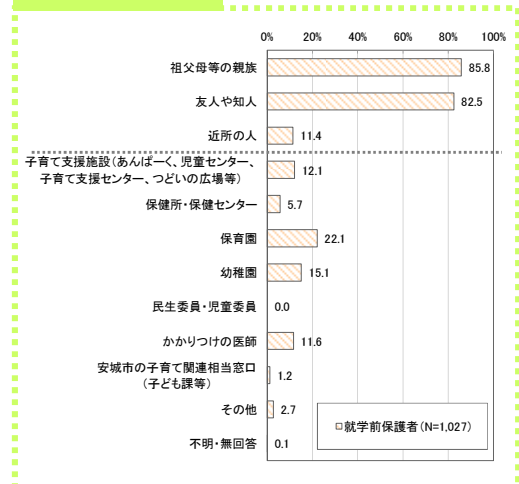 0% 20% 40% 60% 80% 100%
祖父母等の親族 85.8
友人や知人 82.5
近所の人 11.4
子育て支援施設(あんぱーく、児童センター、
子育て支援センター、つどいの広場等) 12.1
保健所・保健センター 5.7
保育園 22.1
幼稚園 15.1
民生委員・児童委員 0.0
かかりつけの医師 11.6
安城市の子育て関連相当窓口
(子ども課等) 1.2
その他 2.7
不明・無回答 0.1
就学前保護者(N=1,027)